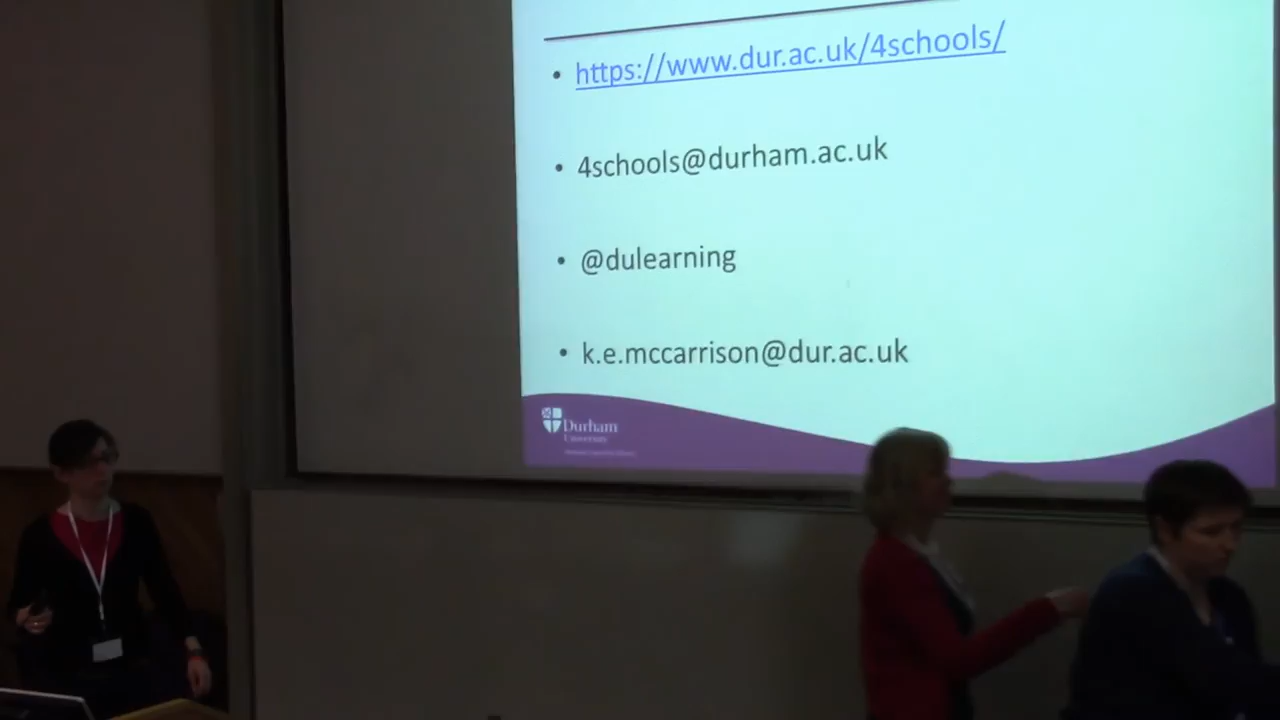 https://www.dur.ac.uk/4schools/
4schools@durham.ac.uk
@dulearning
k.e.mccarrison@dur.ac.uk
Durham
University